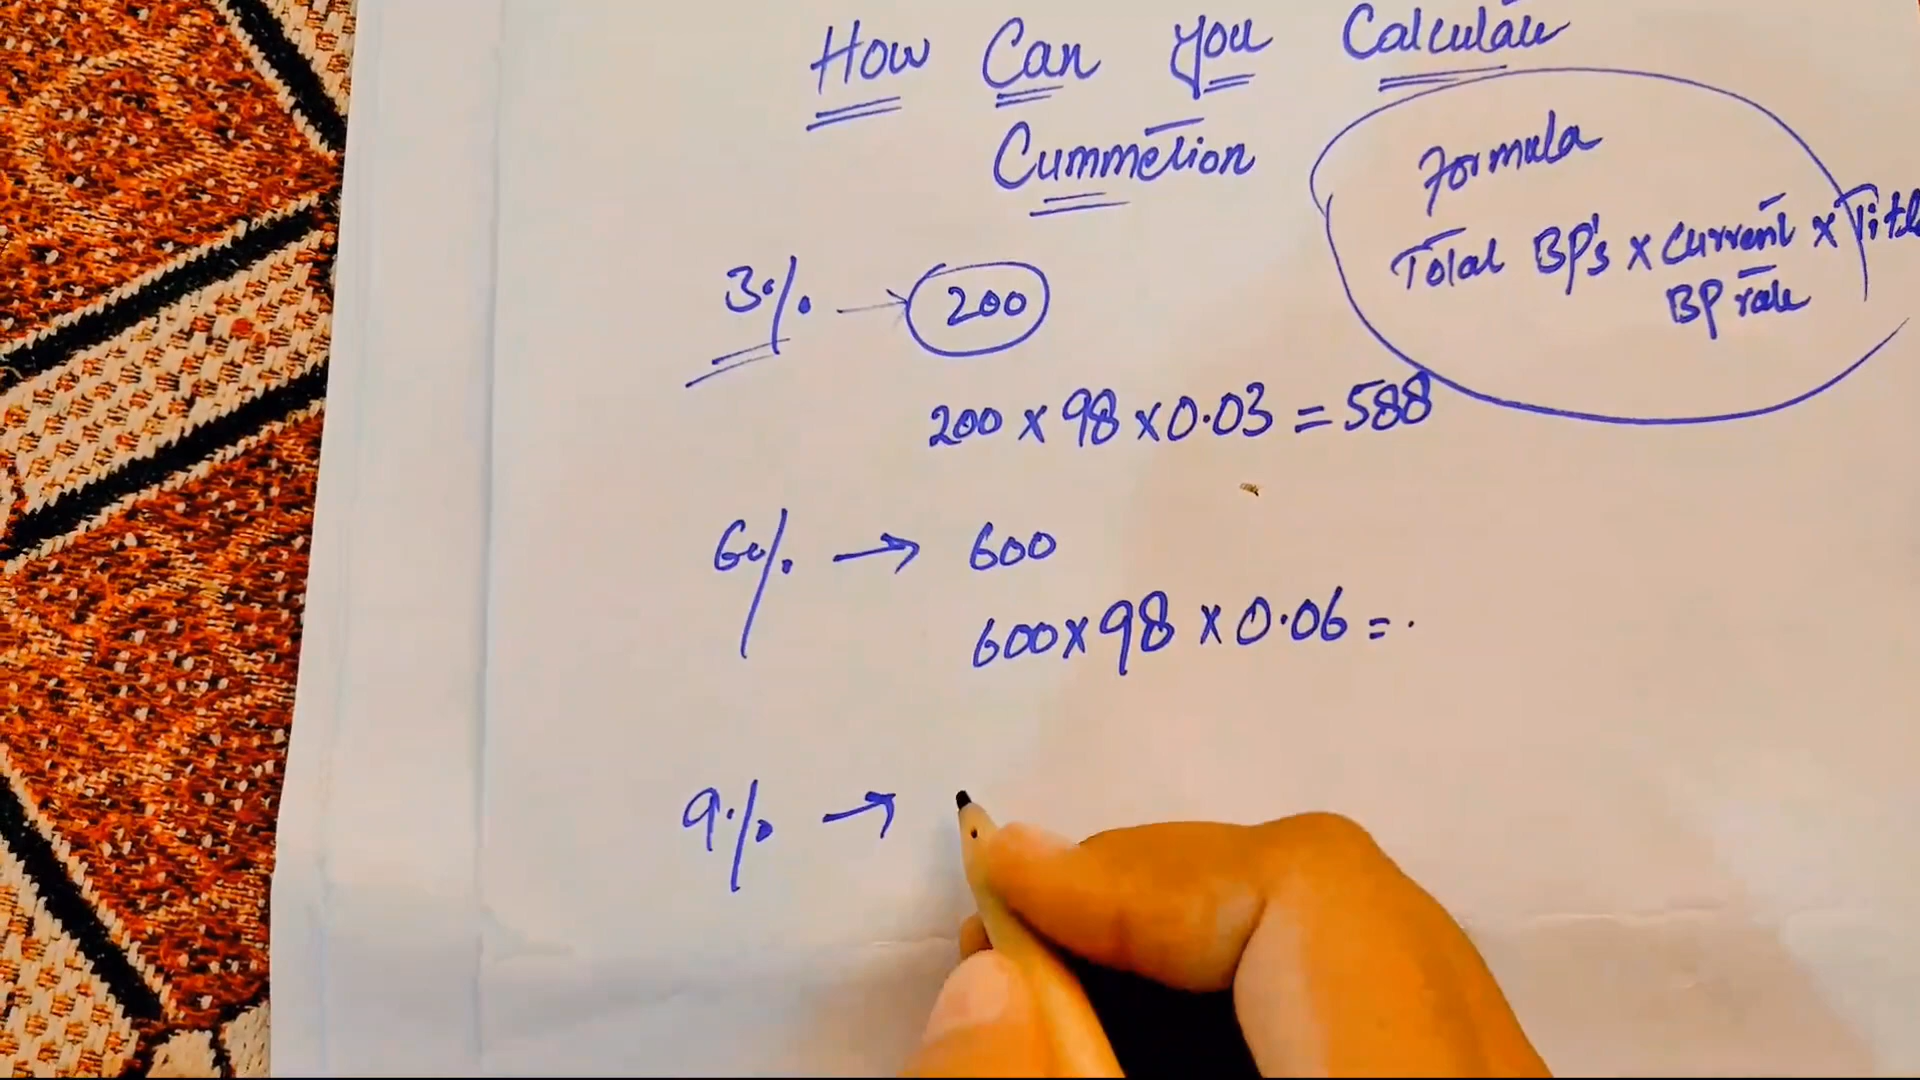 How Can you Calculate
Cummetion
Formula
Total BP's x Current x Title
BP rate
3% → 200
200 x 98 x 0.03 = 588
6% → 600
600 x 98 x 0.06 = .
9% →